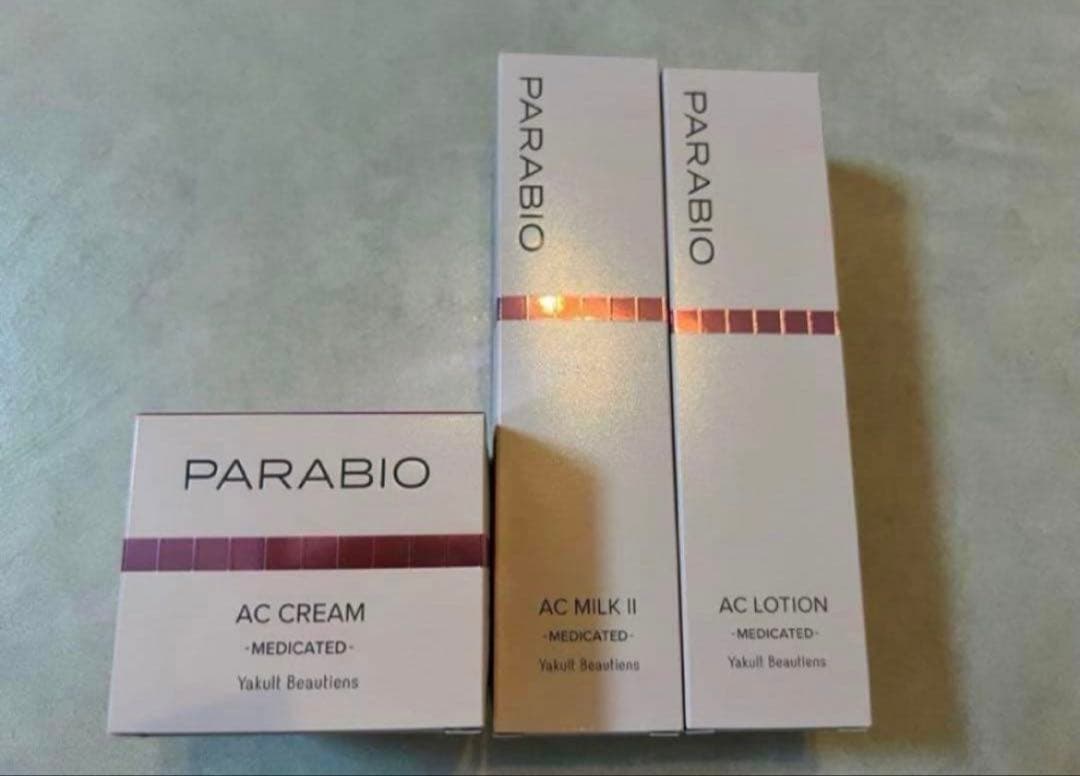 PARABIO
AC CREAM
-MEDICATED-
Yakult Beautiens
PARABIO
AC MILK II
-MEDICATED-
Yakult Beautiens
PARABIO
AC LOTION
-MEDICATED-
Yakult Beautiens